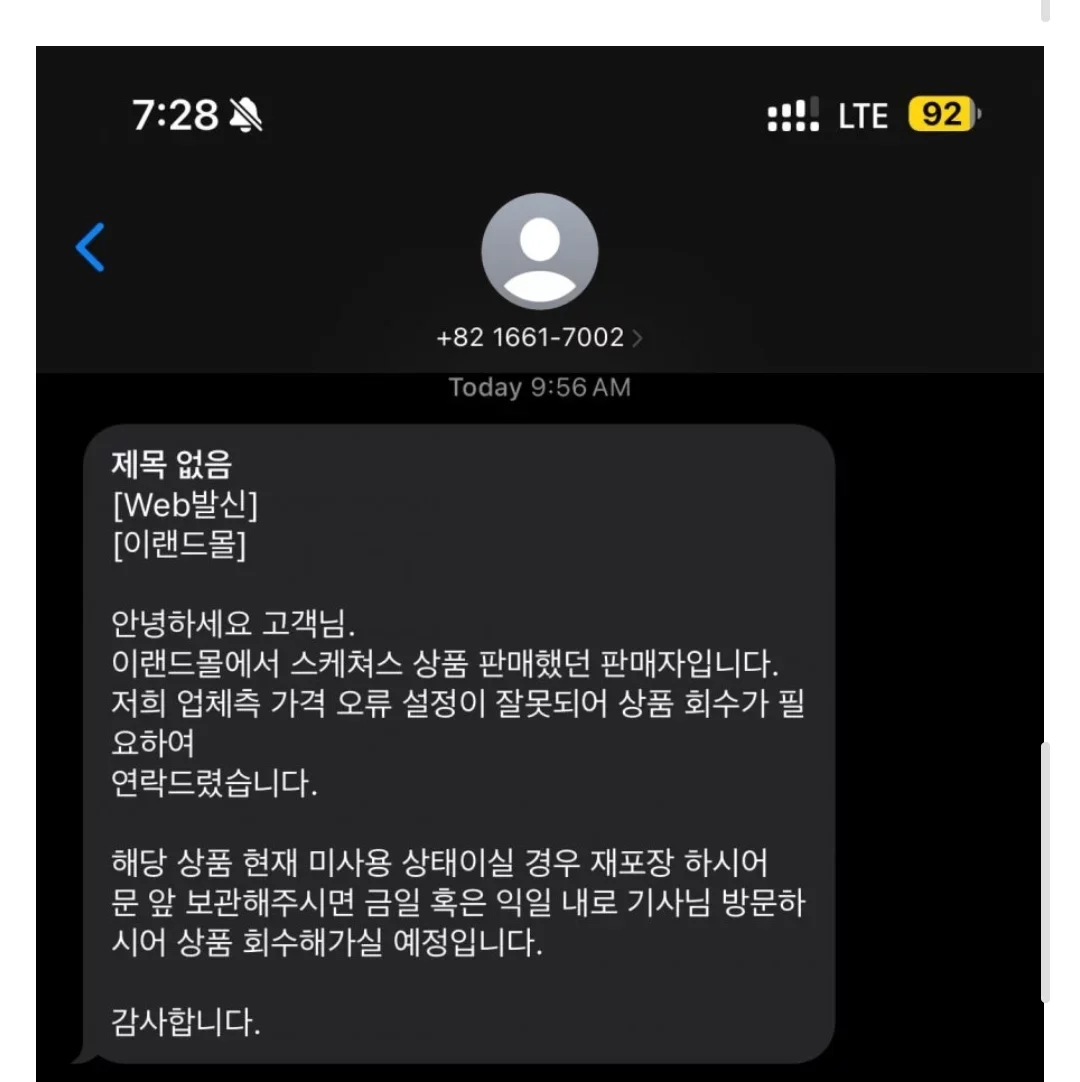 7:28
LTE 92
+82 1661-7002
Today 9:56 AM
제목 없음
[Web발신]
[이랜드몰]
안녕하세요 고객님.
이랜드몰에서 스케쳐스 상품 판매했던 판매자입니다.
저희 업체측 가격 오류 설정이 잘못되어 상품 회수가 필
요하여
연락드렸습니다.
해당 상품 현재 미사용 상태이실 경우 재포장 하시어
문 앞 보관해주시면 금일 혹은 익일 내로 기사님 방문하
시어 상품 회수해가실 예정입니다.
감사합니다.